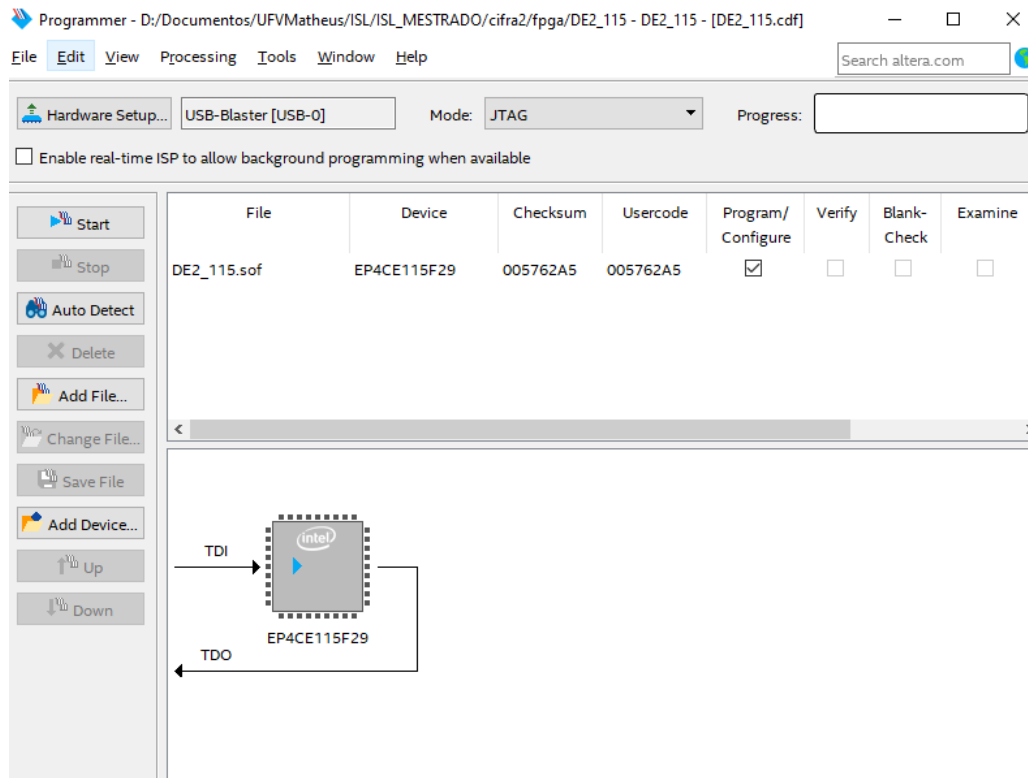 Programmer - D:/Documentos/UFVMatheus/ISL/ISL_MESTRADO/cifra2/fpga/DE2_115 - DE2_115 - [DE2_115.cdf]
File Edit View Processing Tools Window Help
Search altera.com
Hardware Setup... USB-Blaster [USB-0] Mode: JTAG Progress:
Enable real-time ISP to allow background programming when available
Start
Stop
Auto Detect
Delete
Add File...
Change File...
Save File
Add Device...
Up
Down
File Device Checksum Usercode Program/ Verify Blank- Examine
Configure Check
DE2_115.sof EP4CE115F29 005762A5 005762A5
TDI
intel
EP4CE115F29
TDO